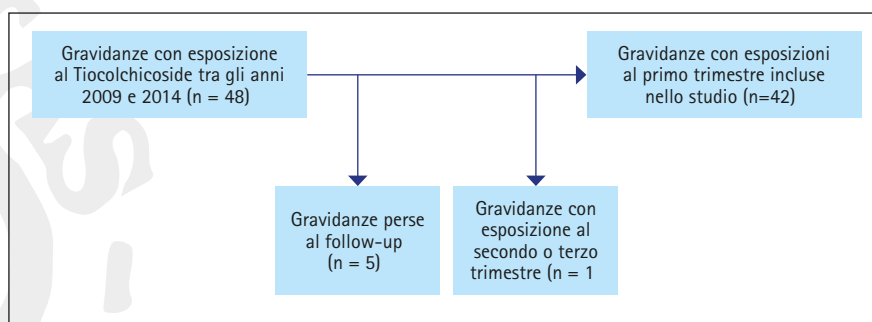 Gravidanze con esposizione
al Tiocolchicoside tra gli anni
2009 e 2014 (n = 48)
Gravidanze con esposizioni
al primo trimestre incluse
nello studio (n=42)
Gravidanze perse
al follow-up
(n = 5)
Gravidanze con
esposizione al
secondo o terzo
trimestre (n = 1